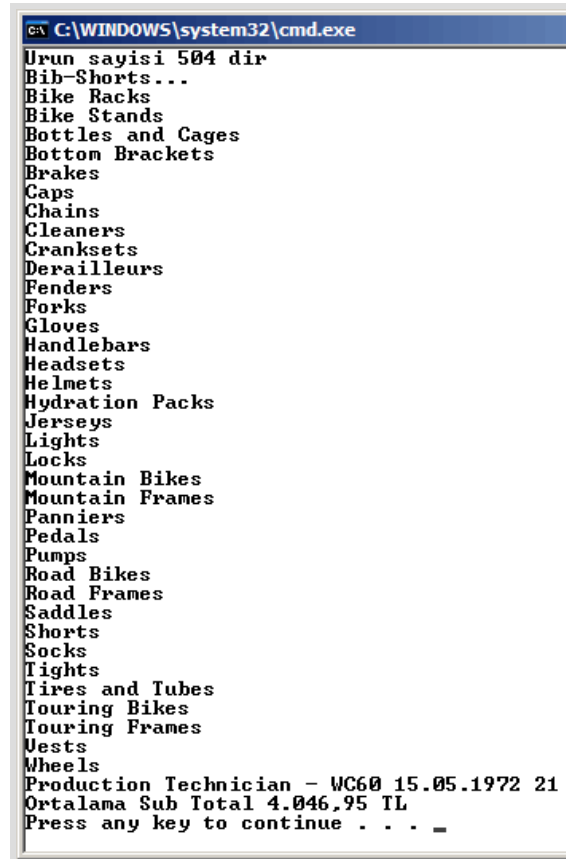 C:\WINDOWS\system32\cmd.exe
Urun sayisi 504 dir
Bib-Shorts...
Bike Racks
Bike Stands
Bottles and Cages
Bottom Brackets
Brakes
Caps
Chains
Cleaners
Cranksets
Derailleurs
Fenders
Forks
Gloves
Handlebars
Headsets
Helmets
Hydration Packs
Jerseys
Lights
Locks
Mountain Bikes
Mountain Frames
Panniers
Pedals
Pumps
Road Bikes
Road Frames
Saddles
Shorts
Socks
Tights
Tires and Tubes
Touring Bikes
Touring Frames
Vests
Wheels
Production Technician - WC60 15.05.1972 21
Ortalama Sub Total 4.046,95 TL
Press any key to continue . . . _